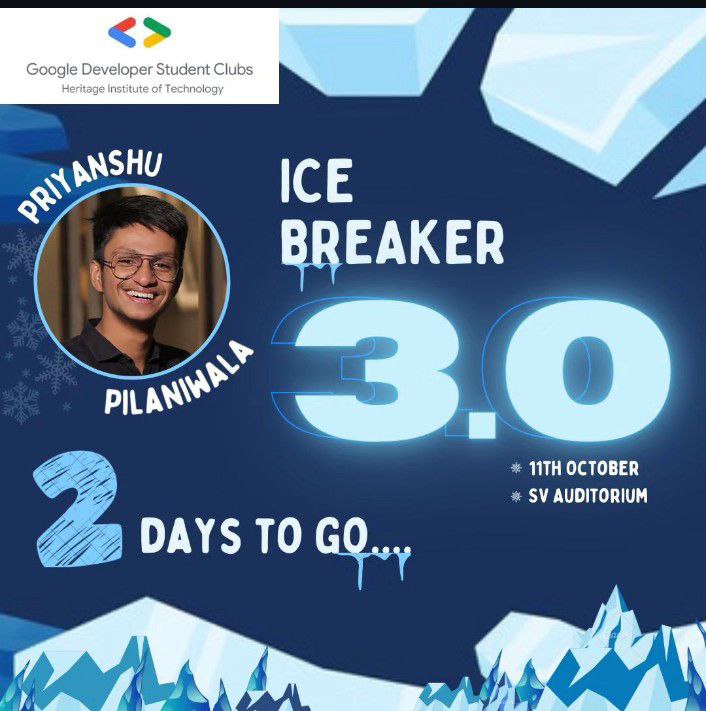 Google Developer Student Clubs
Heritage Institute of Technology
PRIYANSHU
PILANIWALA
ICE
BREAKER
3.0
11TH OCTOBER
SV AUDITORIUM
2 DAYS TO GO....